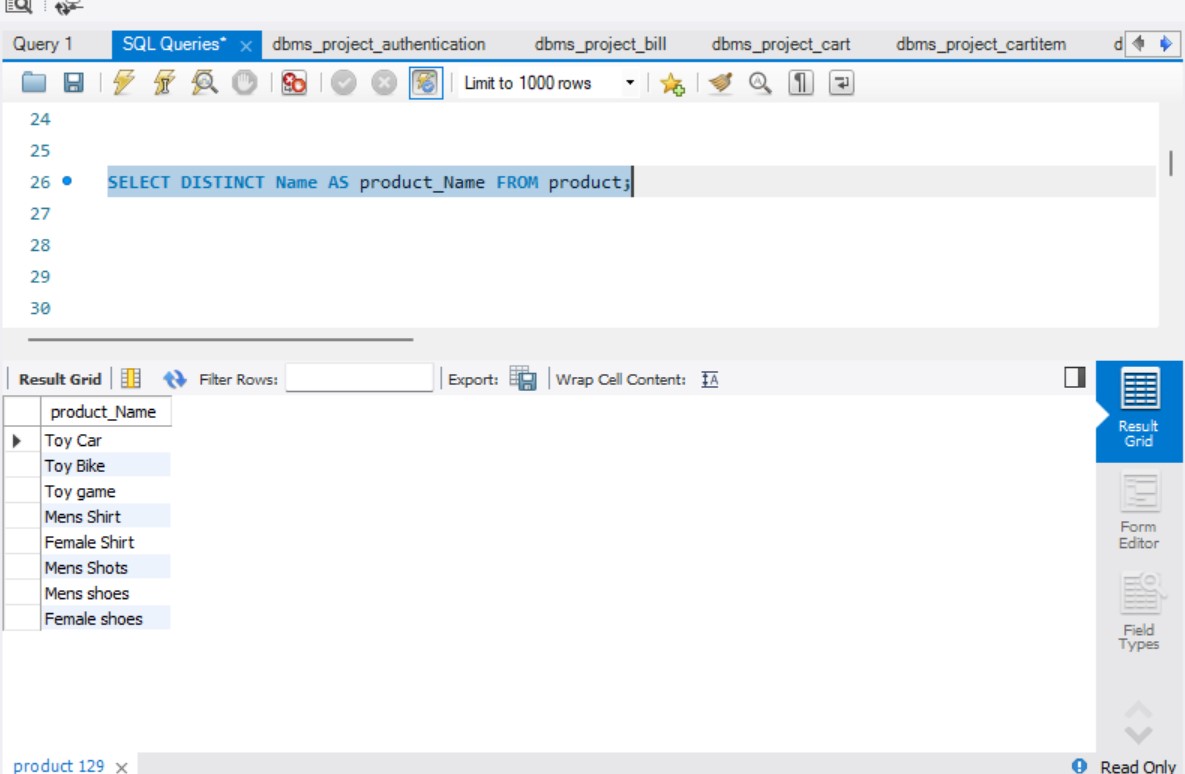 Query 1 SQL Queries* dbms_project_authentication dbms_project_bill dbms_project_cart dbms_project_cartitem d
Limit to 1000 rows
24
25
26 SELECT DISTINCT Name AS product_Name FROM product;
27
28
29
30
Result Grid Filter Rows: Export: Wrap Cell Content: IA
product_Name
Toy Car
Toy Bike
Toy game
Mens Shirt
Female Shirt
Mens Shots
Mens shoes
Female shoes
Result
Grid
Form
Editor
Field
Types
product 129 Read Only